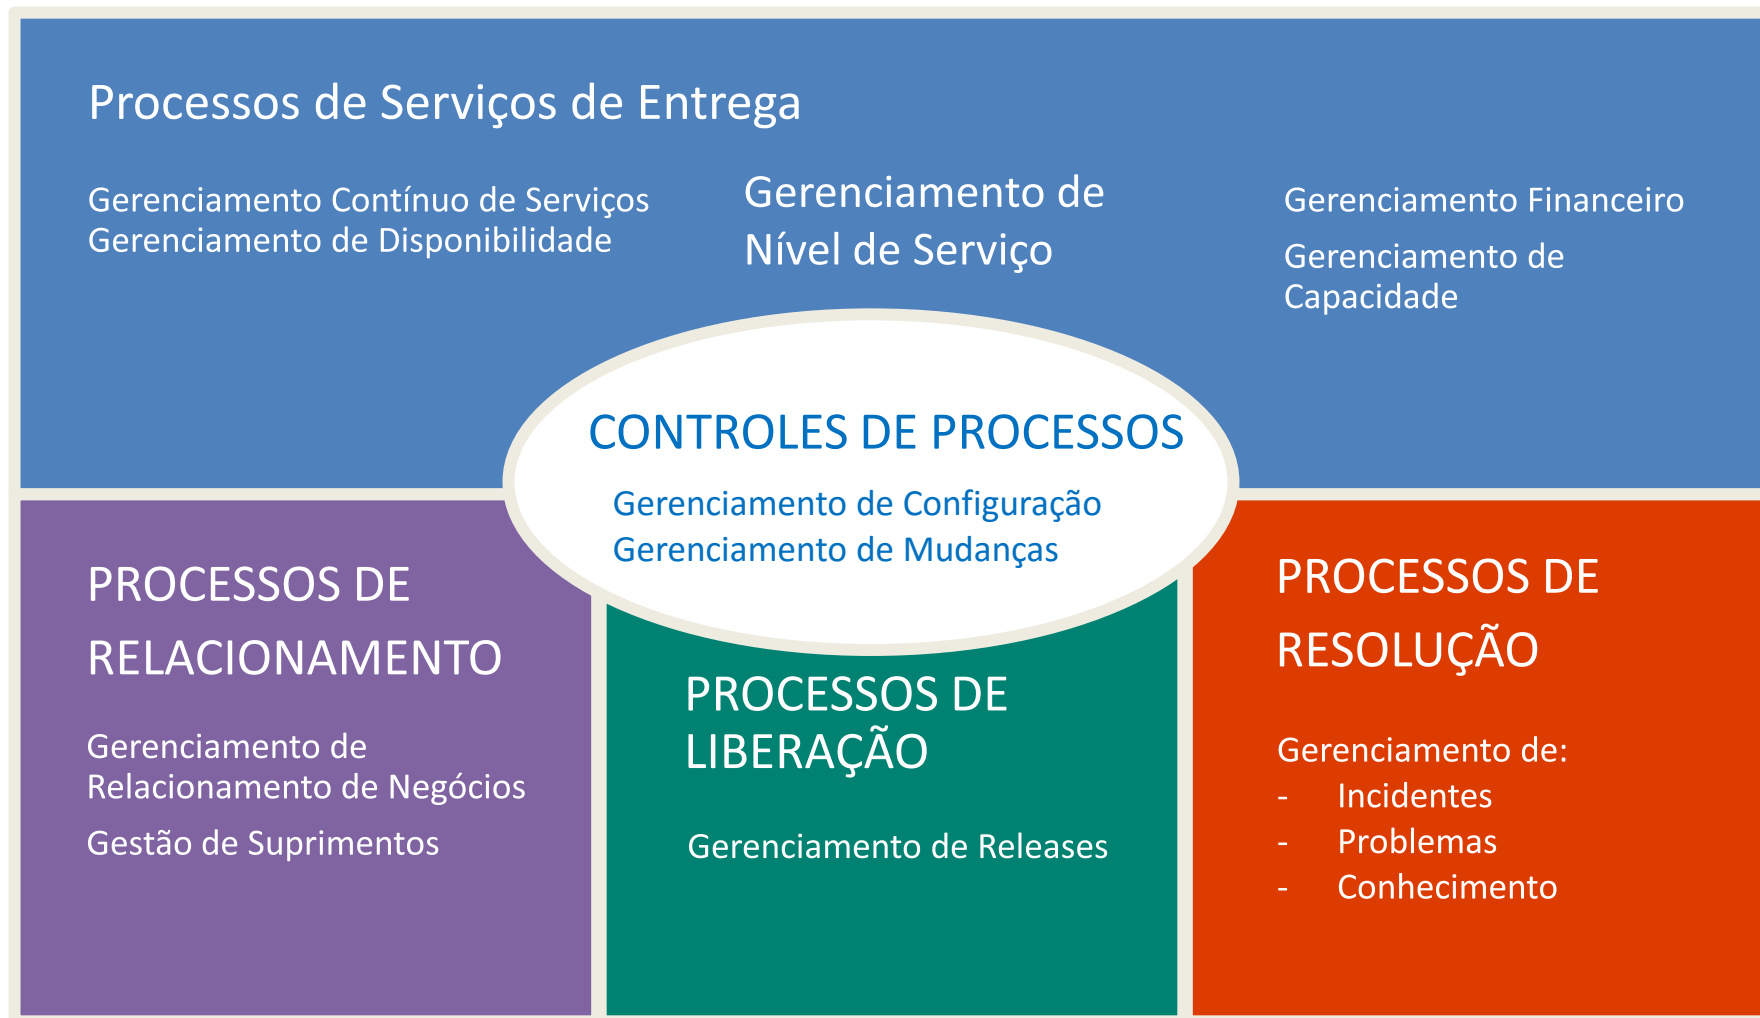 Processos de Serviços de Entrega
Gerenciamento Contínuo de Serviços
Gerenciamento de Disponibilidade
Gerenciamento de
Nível de Serviço
Gerenciamento Financeiro
Gerenciamento de
Capacidade
CONTROLES DE PROCESSOS
Gerenciamento de Configuração
Gerenciamento de Mudanças
PROCESSOS DE
RELACIONAMENTO
Gerenciamento de
Relacionamento de Negócios
Gestão de Suprimentos
PROCESSOS DE
LIBERAÇÃO
Gerenciamento de Releases
PROCESSOS DE
RESOLUÇÃO
Gerenciamento de:
- Incidentes
- Problemas
- Conhecimento